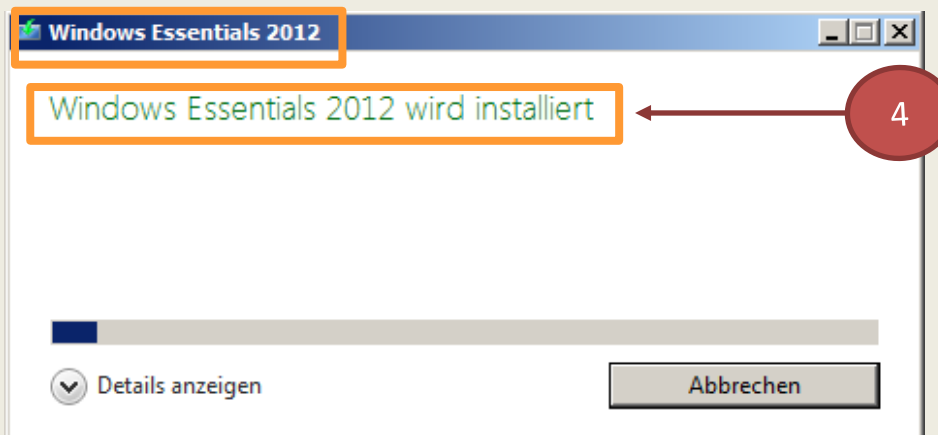 Windows Essentials 2012
Windows Essentials 2012 wird installiert
4
Details anzeigen
Abbrechen